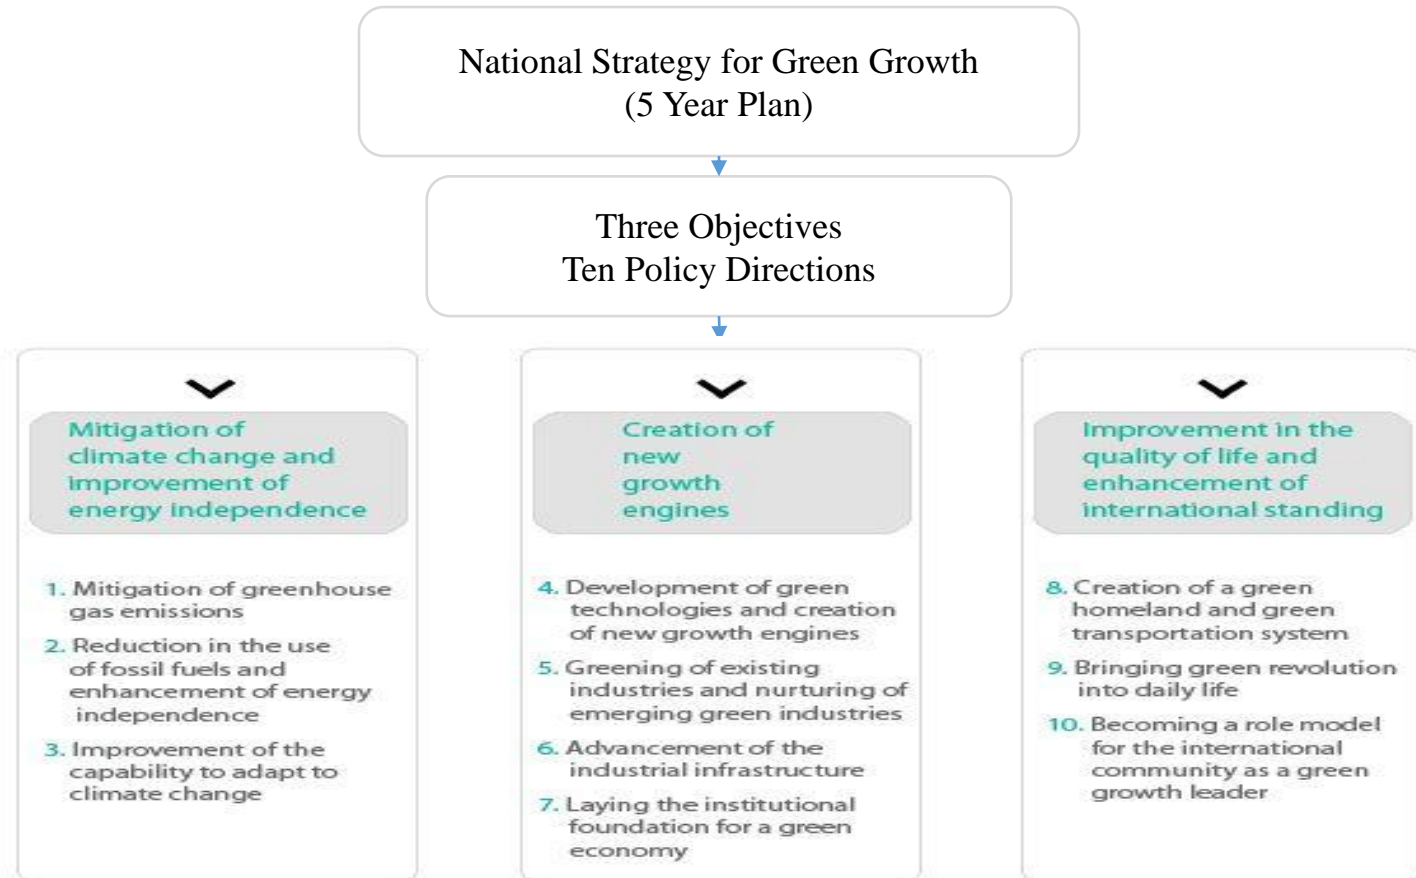 National Strategy for Green Growth
(5 Year Plan)
Three Objectives
Ten Policy Directions
Mitigation of
climate change and
improvement of
energy independence
1. Mitigation of greenhouse
gas emissions
2. Reduction in the use
of fossil fuels and
enhancement of energy
independence
3. Improvement of the
capability to adapt to
climate change
Creation of
new
growth
engines
4. Development of green
technologies and creation
of new growth engines
5. Greening of existing
industries and nurturing of
emerging green industries
6. Advancement of the
industrial infrastructure
7. Laying the institutional
foundation for a green
economy
Improvement in the
quality of life and
enhancement of
international standing
8. Creation of a green
homeland and green
transportation system
9. Bringing green revolution
into daily life
10. Becoming a role model
for the international
community as a green
growth leader